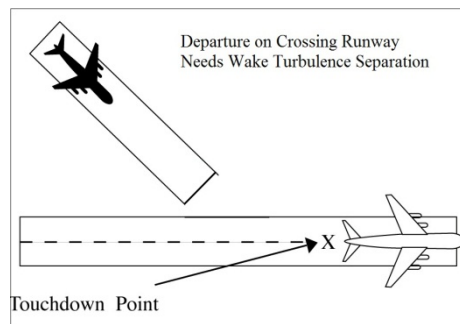 Departure on Crossing Runway
Needs Wake Turbulence Separation
X
Touchdown Point